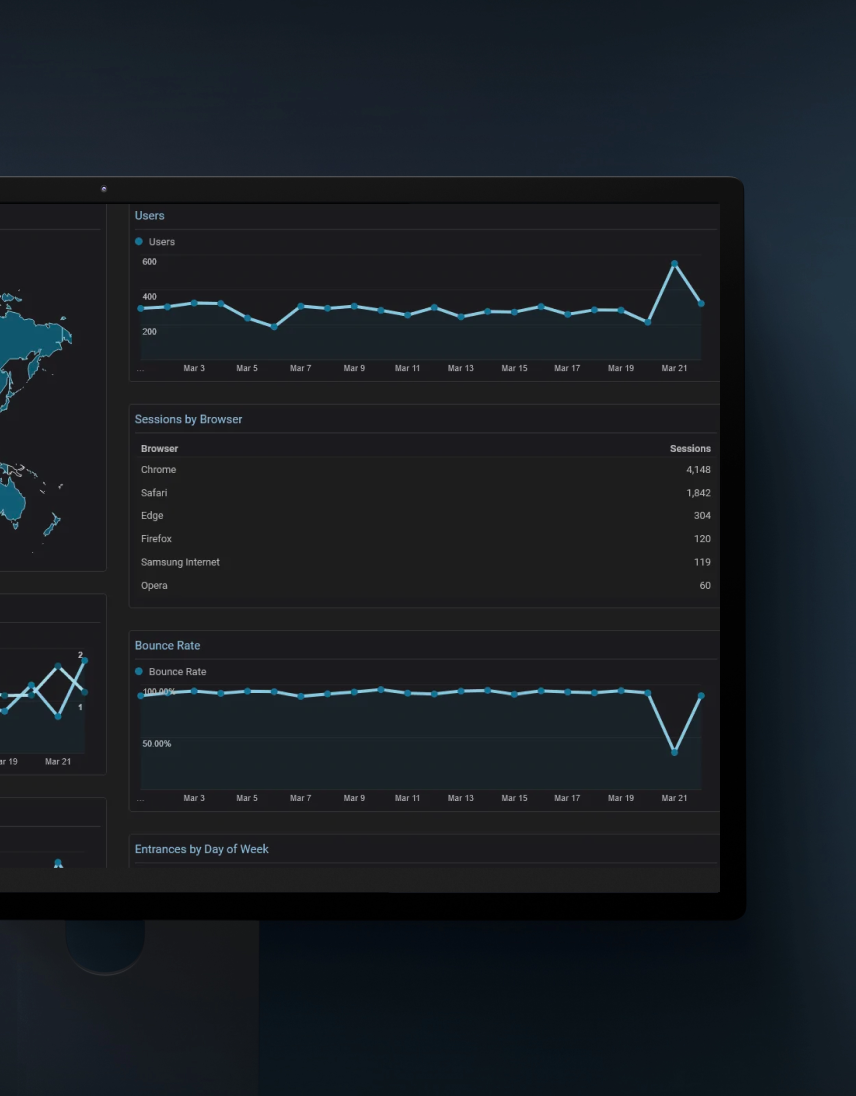 Users
Users
600
400
200
... Mar 3 Mar 5 Mar 7 Mar 9 Mar 11 Mar 13 Mar 15 Mar 17 Mar 19 Mar 21
Sessions by Browser
Browser Sessions
Chrome 4,148
Safari 1,842
Edge 304
Firefox 120
Samsung Internet 119
Opera 60
2
1
ar 19 Mar 21
Bounce Rate
Bounce Rate
100.00%
50.00%
... Mar 3 Mar 5 Mar 7 Mar 9 Mar 11 Mar 13 Mar 15 Mar 17 Mar 19 Mar 21
Entrances by Day of Week